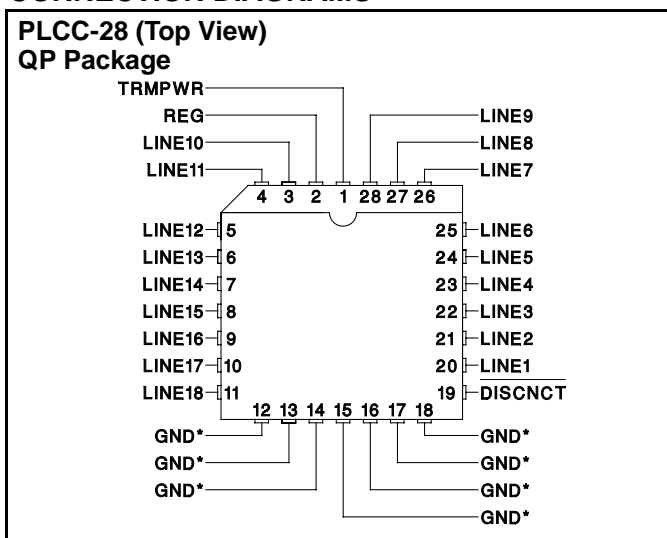 PLCC-28 (Top View)
QP Package
TRMPWR
REG
LINE10
LINE11
LINE9
LINE8
LINE7
4 3 2 1 28 27 26
LINE12 5 25 LINE6
LINE13 6 24 LINE5
LINE14 7 23 LINE4
LINE15 8 22 LINE3
LINE16 9 21 LINE2
LINE17 10 20 LINE1
LINE18 11 19 DISCNCT
12 13 14 15 16 17 18
GND* GND*
GND* GND*
GND* GND*
GND*